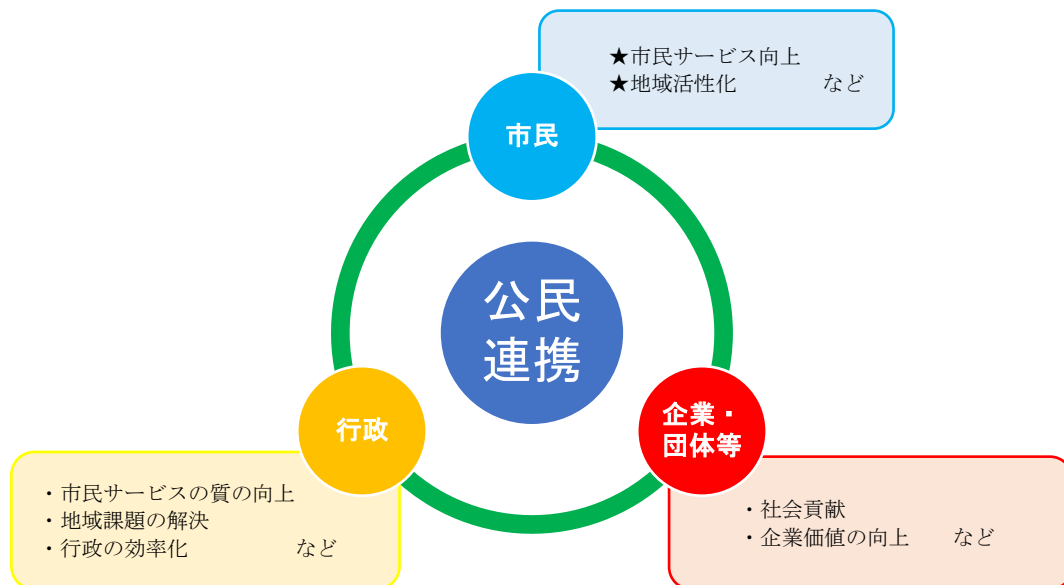 ★市民サービス向上
★地域活性化　　　　など
市民
公民
連携
行政
企業・
団体等
・市民サービスの質の向上
・地域課題の解決
・行政の効率化　　　　　など
・社会貢献
・企業価値の向上　　など